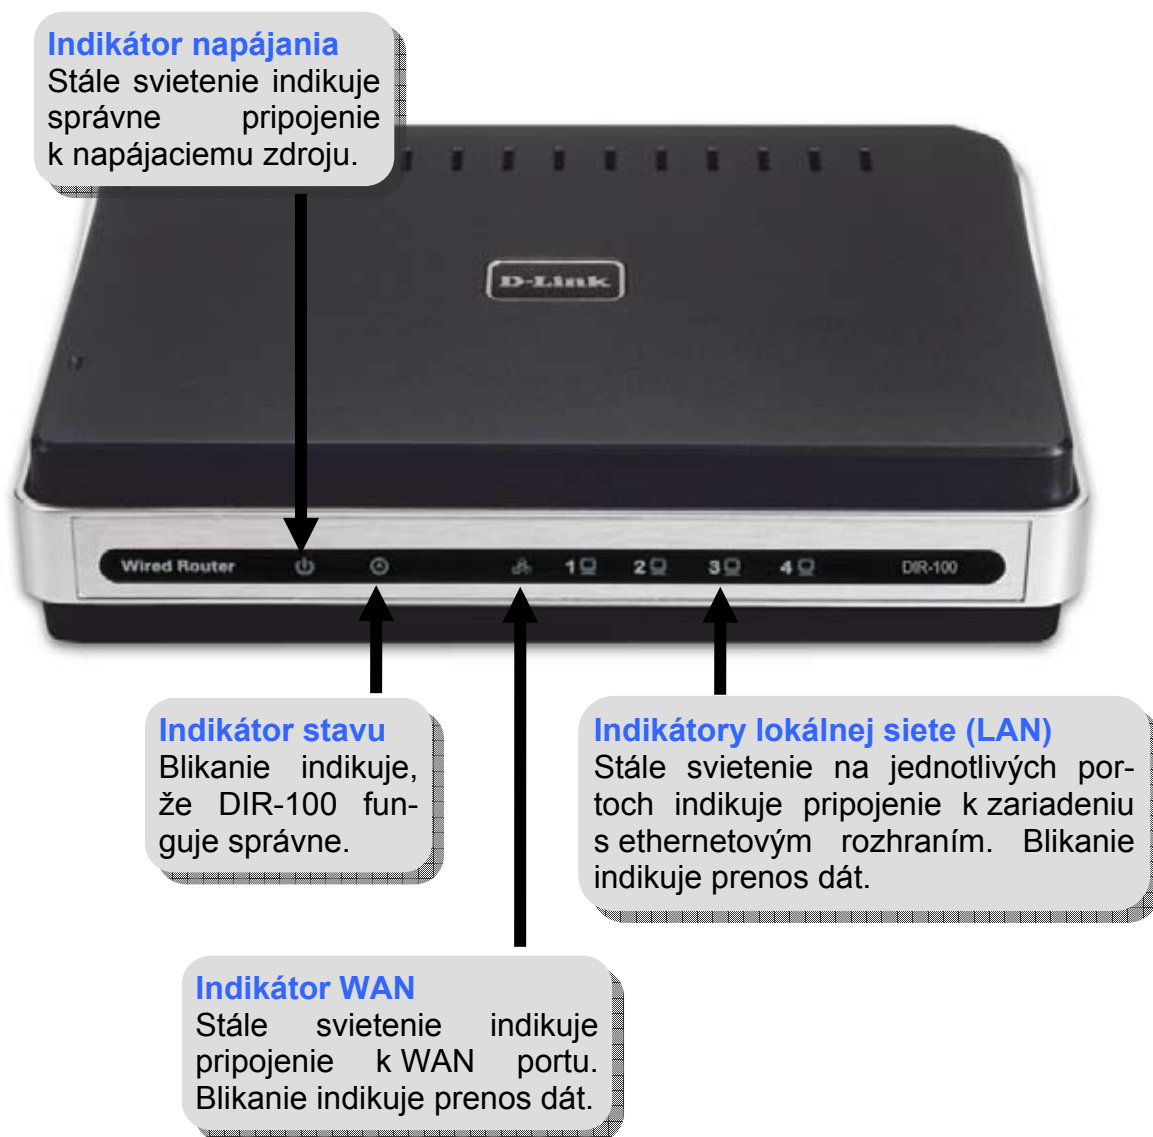 Indikátor napájania
Stále svietenie indikuje
správne pripojenie
k napájaciemu zdroju.
D-Link
Wired Router 1 2 3 4 DIR-100
Indikátor stavu
Blikanie indikuje,
že DIR-100 fun-
guje správne.
Indikátory lokálnej siete (LAN)
Stále svietenie na jednotlivých por-
toch indikuje pripojenie k zariadeniu
s ethernetovým rozhraním. Blikanie
indikuje prenos dát.
Indikátor WAN
Stále svietenie indikuje
pripojenie k WAN portu.
Blikanie indikuje prenos dát.